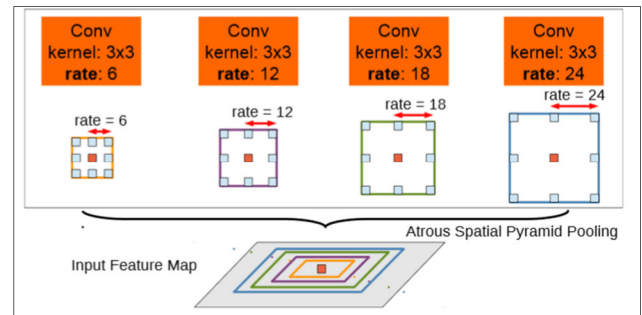 Conv
kernel: 3x3
rate: 6
Conv
kernel: 3x3
rate: 12
Conv
kernel: 3x3
rate: 18
Conv
kernel: 3x3
rate: 24
rate = 6
rate = 12
rate = 18
rate = 24
Atrous Spatial Pyramid Pooling
Input Feature Map